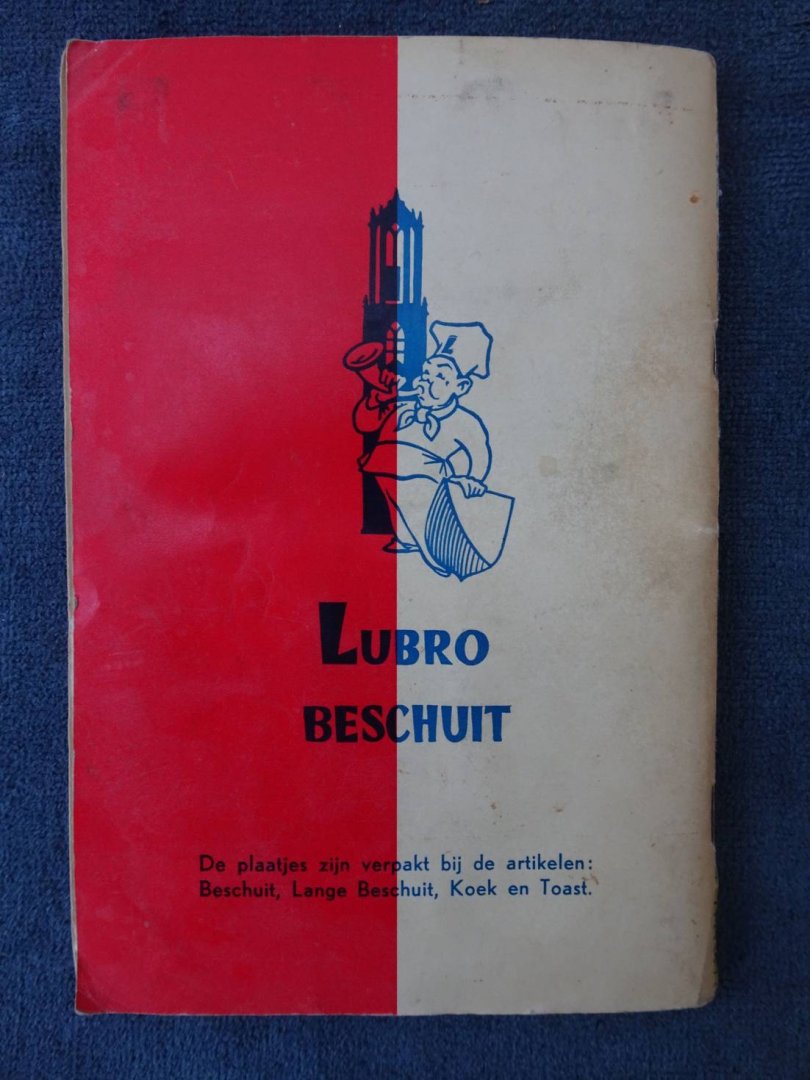 L
LUBRO
BESCHUIT
De plaatjes zijn verpakt bij de artikelen:
Beschuit, Lange Beschuit, Koek en Toast.